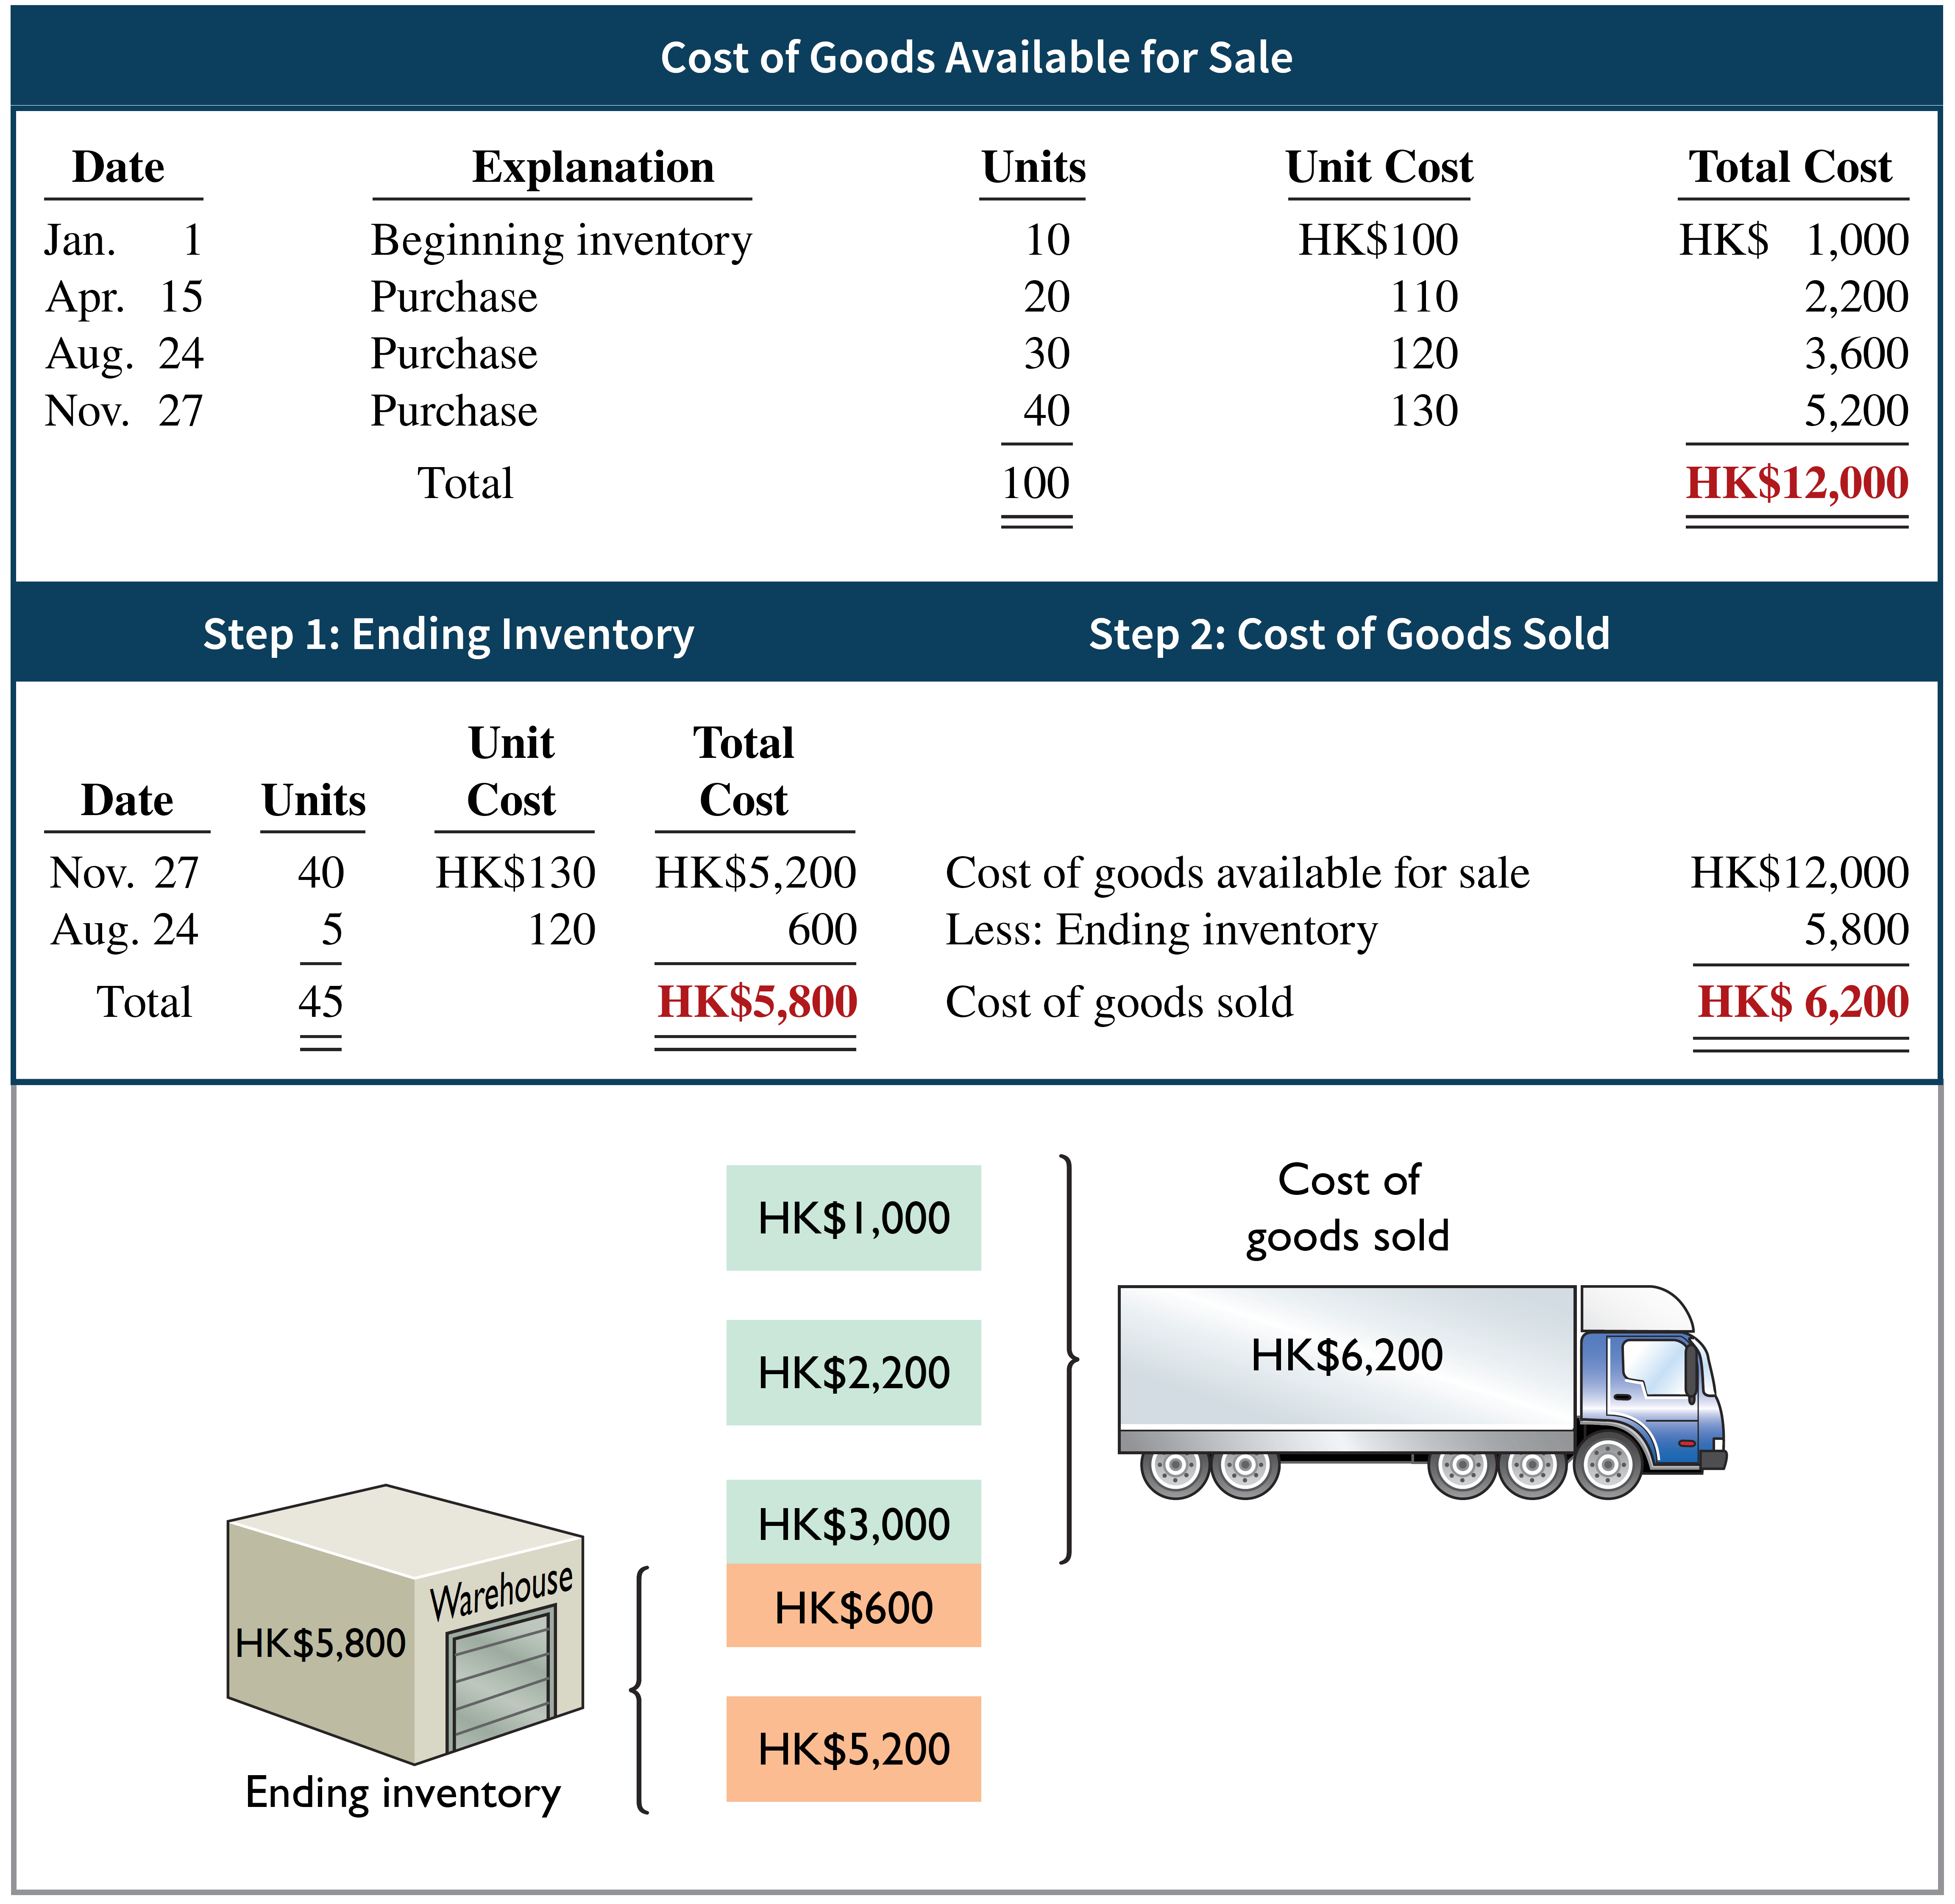 Cost of Goods Available for Sale
Date Explanation Units Unit Cost Total Cost
Jan. 1 Beginning inventory 10 HK$100 HK$ 1,000
Apr. 15 Purchase 20 110 2,200
Aug. 24 Purchase 30 120 3,600
Nov. 27 Purchase 40 130 5,200
Total 100 HK$12,000
Step 1: Ending Inventory Step 2: Cost of Goods Sold
Unit Total
Date Units Cost Cost
Nov. 27 40 HK$130 HK$5,200 Cost of goods available for sale HK$12,000
Aug. 24 5 120 600 Less: Ending inventory 5,800
Total 45 HK$5,800 Cost of goods sold HK$ 6,200
HK$1,000
Cost of
goods sold
HK$2,200
HK$6,200
HK$3,000
HK$600
Warehouse
HK$5,800
HK$5,200
Ending inventory